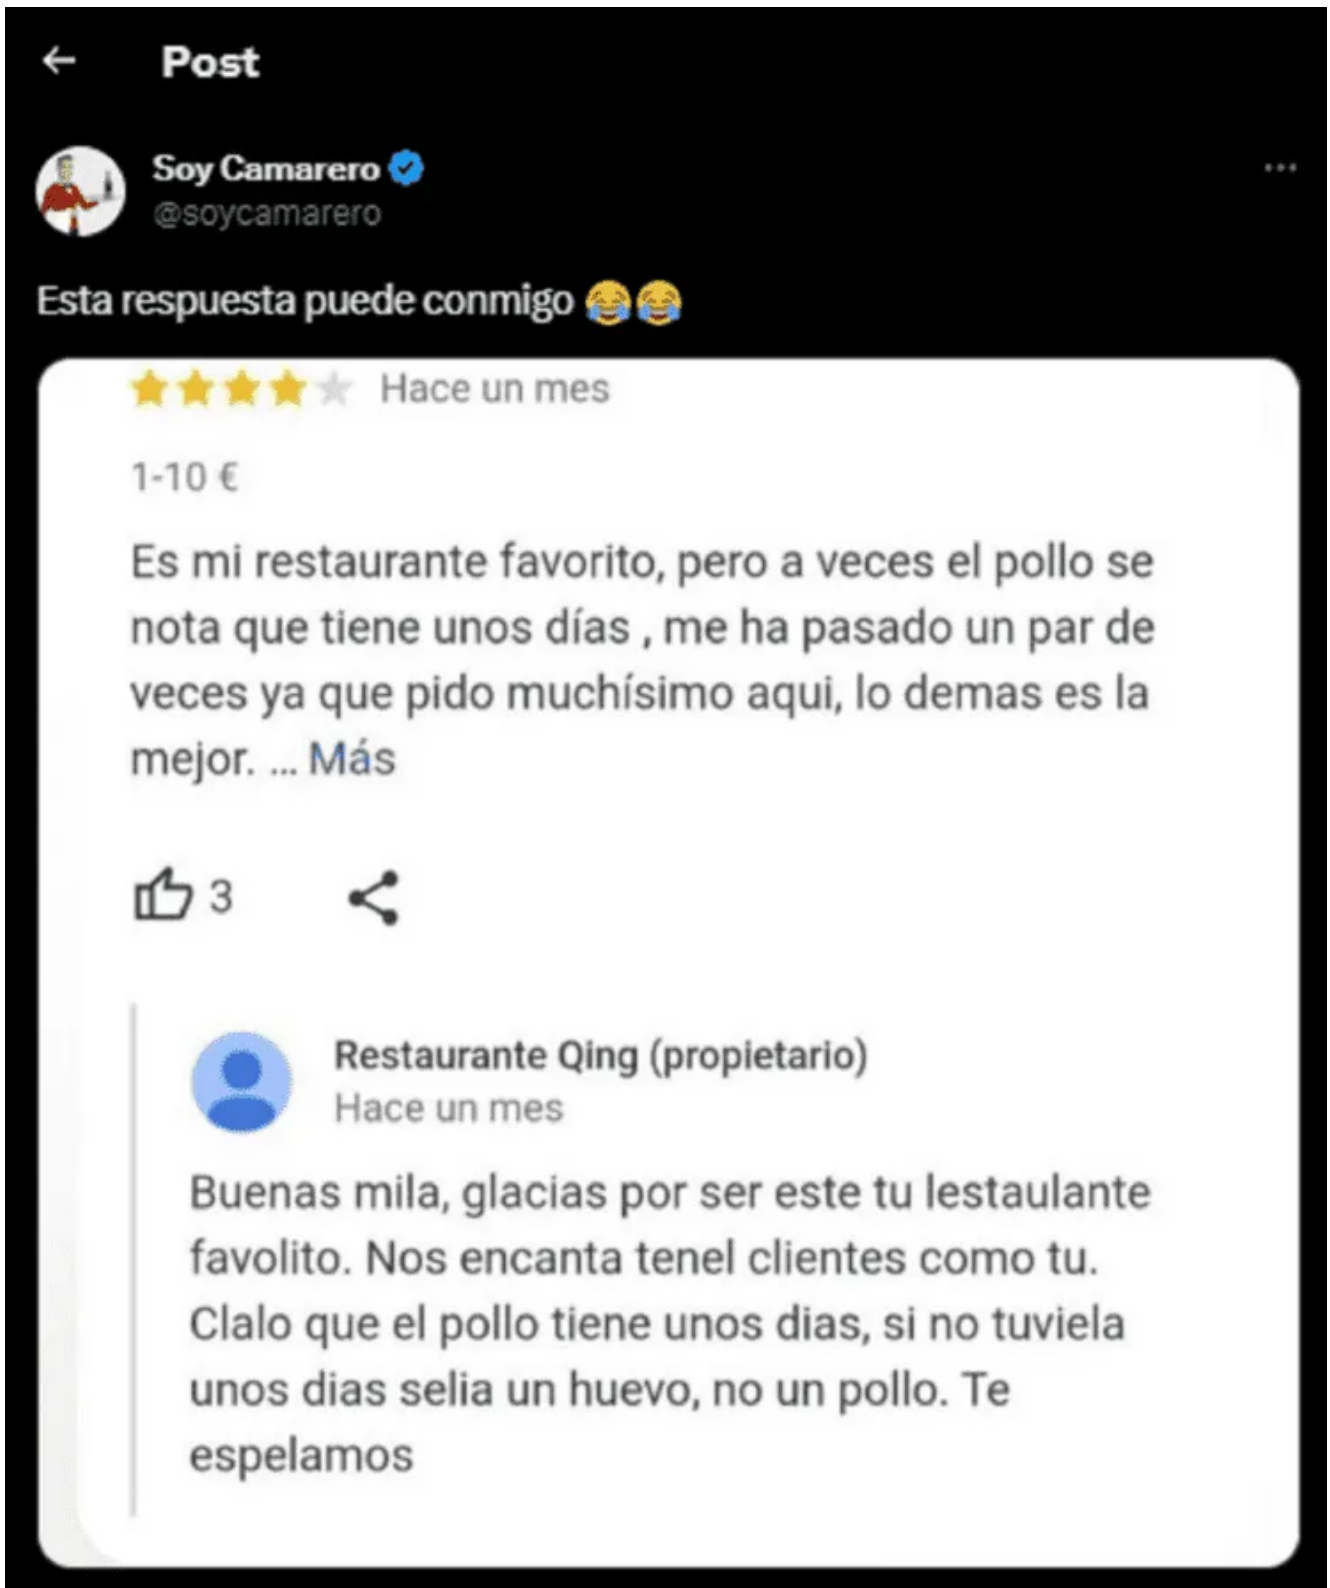 Post
Soy Camarero
@soycamarero
Esta respuesta puede conmigo 😂😂
Hace un mes
1-10 €
Es mi restaurante favorito, pero a veces el pollo se
nota que tiene unos días , me ha pasado un par de
veces ya que pido muchísimo aqui, lo demas es la
mejor. ... Más
3
Restaurante Qing (propietario)
Hace un mes
Buenas mila, glacias por ser este tu lestaulante
favolito. Nos encanta tenel clientes como tu.
Clalo que el pollo tiene unos dias, si no tuviela
unos dias selia un huevo, no un pollo. Te
espelamos